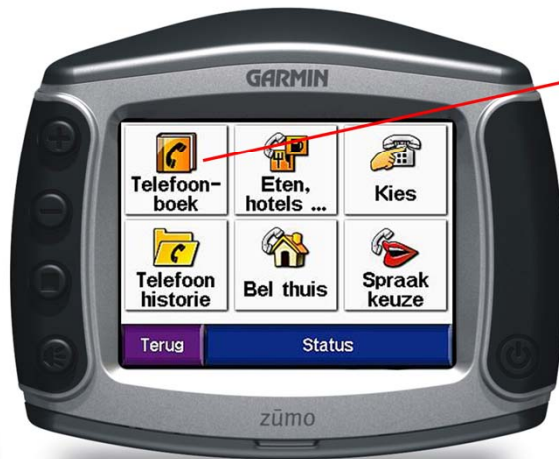 GARMIN
Telefoon-
boek
Eten,
hotels ...
Kies
Telefoon
historie
Bel thuis
Spraak
keuze
Terug
Status
zūmo